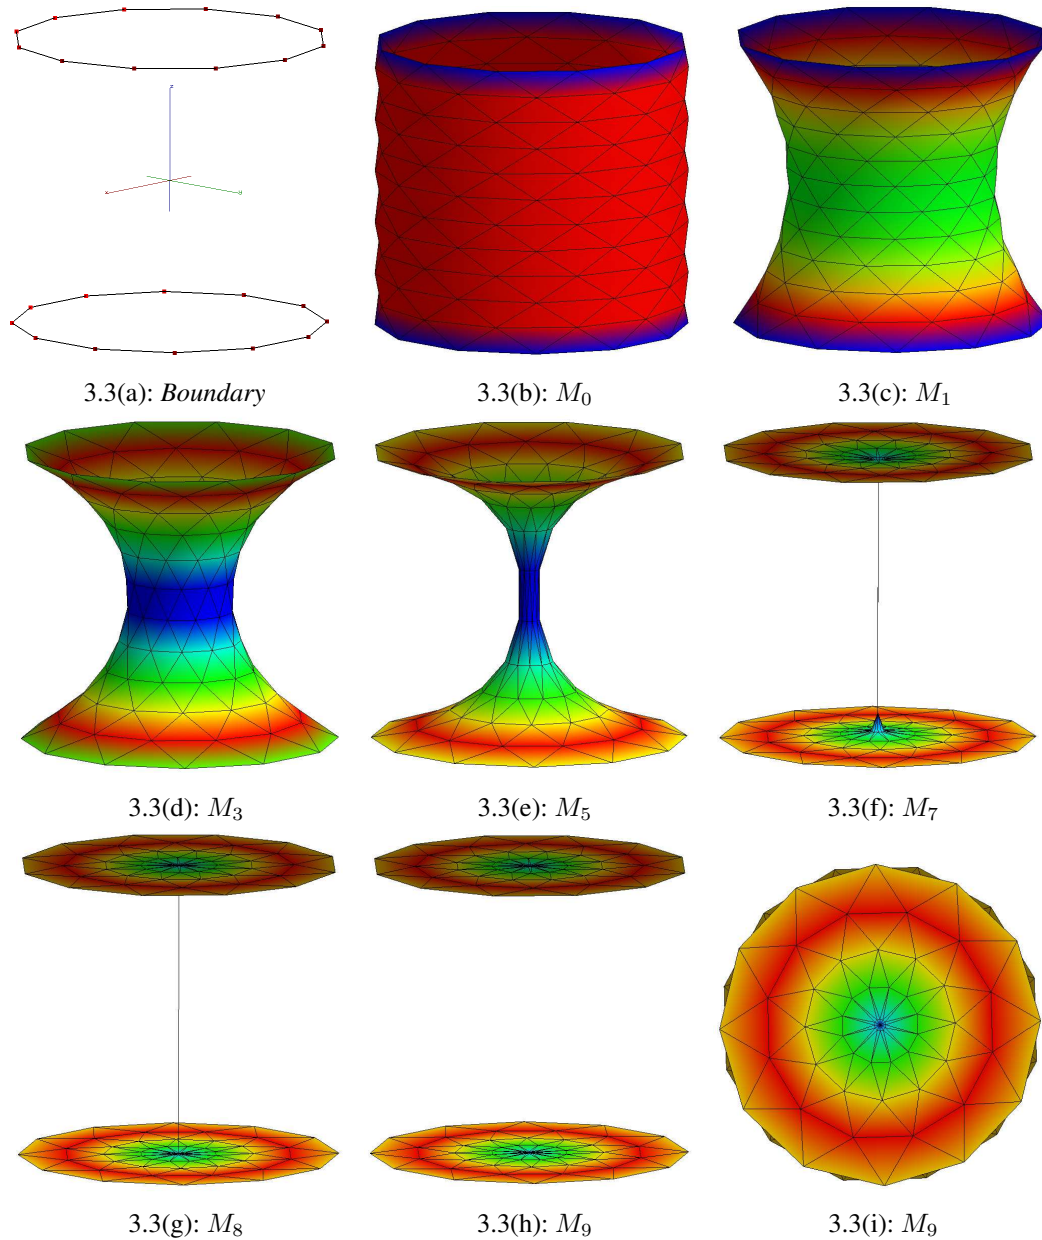 z
x
y
3.3(a): Boundary
3.3(b): M₀
3.3(c): M₁
3.3(d): M₃
3.3(e): M₅
3.3(f): M₇
3.3(g): M₈
3.3(h): M₉
3.3(i): M₉